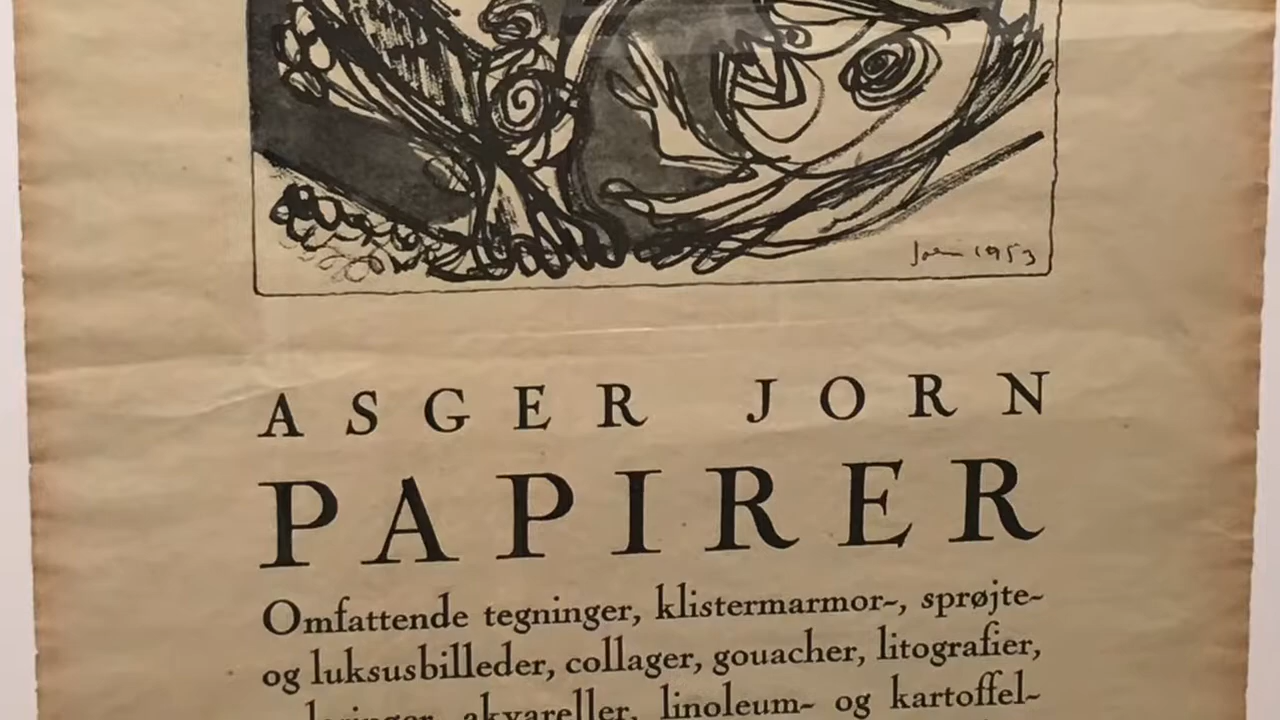 Jorn 1953
ASGER JORN
PAPIRER
Omfattende tegninger, klistermarmor-, sprøjte-
og luksusbilleder, collager, gouacher, litografier,
akvareller, linoleum- og kartoffel-